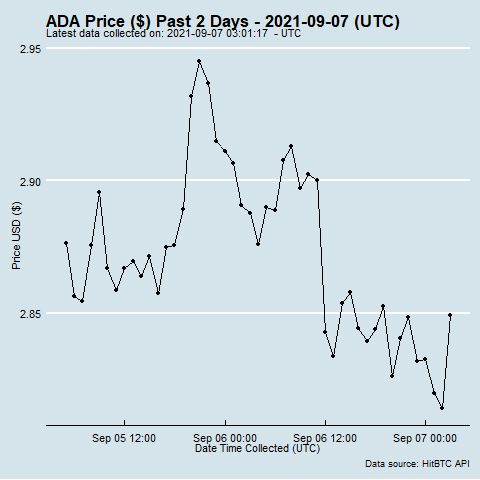 ADA Price ($) Past 2 Days - 2021-09-07 (UTC)
Latest data collected on: 2021-09-07 03:01:17 - UTC
2.95
2.90
2.85
Price USD ($)
Sep 05 12:00
Sep 06 00:00
Sep 06 12:00
Sep 07 00:00
Date Time Collected (UTC)
Data source: HitBTC API